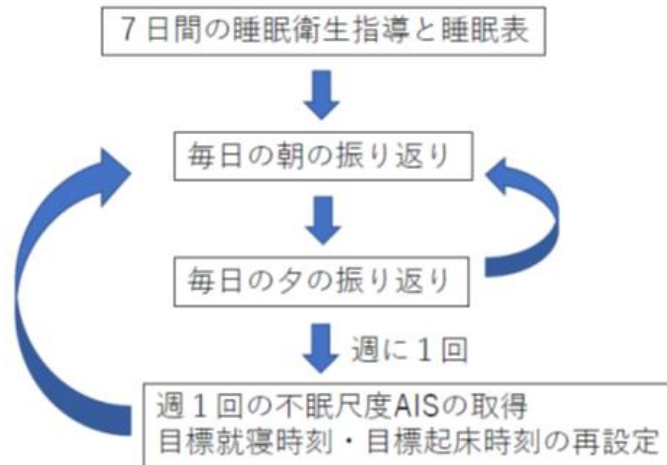 7日間の睡眠衛生指導と睡眠表
毎日の朝の振り返り
毎日の夕の振り返り
週に1回
週1回の不眠尺度AISの取得
目標就寝時刻・目標起床時刻の再設定